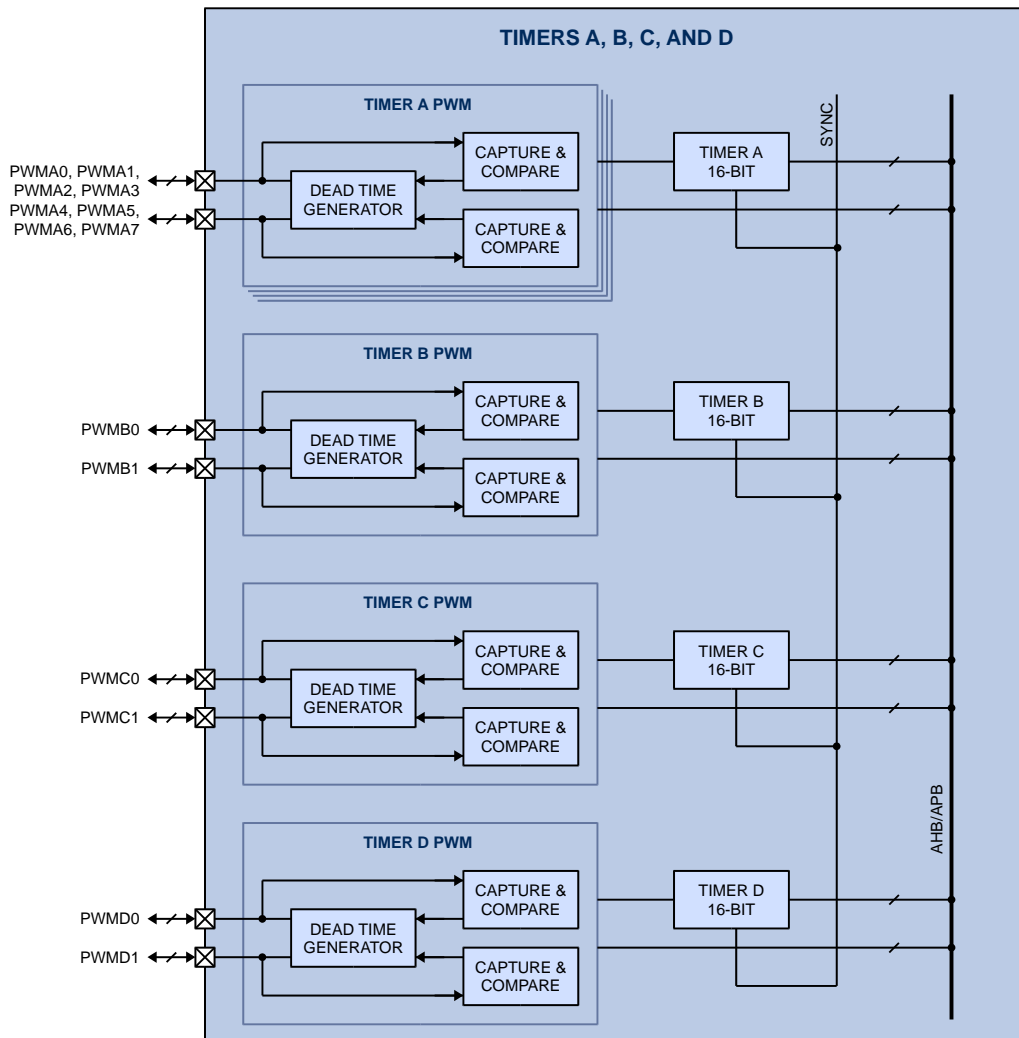 TIMERS A, B, C, AND D
TIMER A PWM
SYNC
PWMA0, PWMA1,
PWMA2, PWMA3
PWMA4, PWMA5,
PWMA6, PWMA7
DEAD TIME
GENERATOR
CAPTURE &
COMPARE
CAPTURE &
COMPARE
TIMER A
16-BIT
TIMER B PWM
PWMB0
PWMB1
DEAD TIME
GENERATOR
CAPTURE &
COMPARE
CAPTURE &
COMPARE
TIMER B
16-BIT
TIMER C PWM
PWMC0
PWMC1
DEAD TIME
GENERATOR
CAPTURE &
COMPARE
CAPTURE &
COMPARE
TIMER C
16-BIT
AHB/APB
TIMER D PWM
PWMD0
PWMD1
DEAD TIME
GENERATOR
CAPTURE &
COMPARE
CAPTURE &
COMPARE
TIMER D
16-BIT